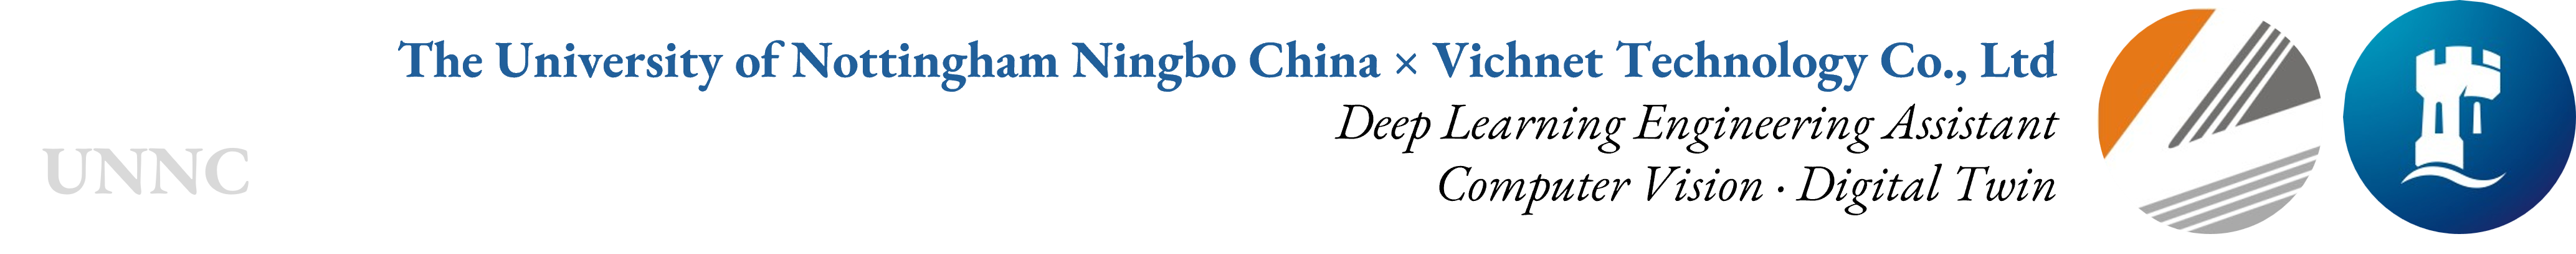 The University of Nottingham Ningbo China × Vichnet Technology Co., Ltd
Deep Learning Engineering Assistant
UNNC
Computer Vision · Digital Twin